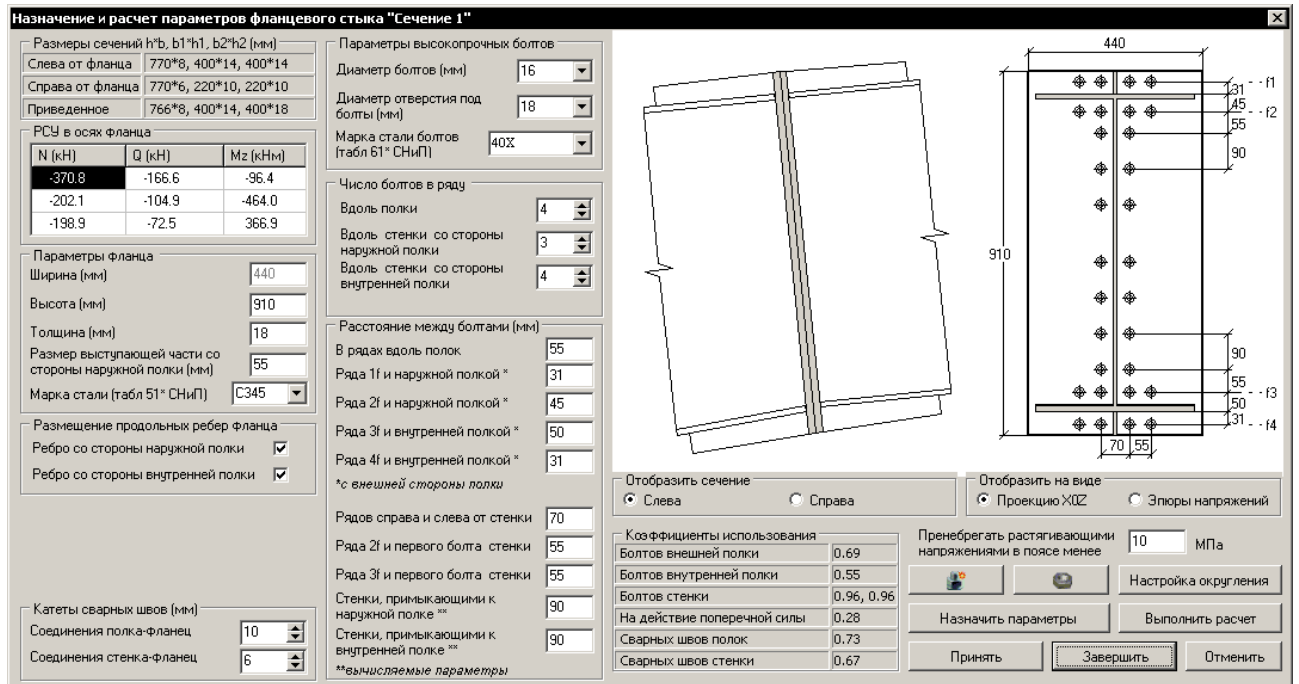 Назначение и расчет параметров фланцевого стыка "Сечение 1"
Размеры сечений h*b, b1*h1, b2*h2 (мм)
Слева от фланца 770*8, 400*14, 400*14
Справа от фланца 770*6, 220*10, 220*10
Приведенное 766*8, 400*14, 400*18
РСУ в осях фланца
N (кН) Q (кН) Mz (кНм)
-370.8 -166.6 -96.4
-202.1 -104.9 -464.0
-198.9 -72.5 366.9
Параметры фланца
Ширина (мм) 440
Высота (мм) 910
Толщина (мм) 18
Размер выступающей части со
стороны наружной полки (мм) 55
Марка стали (табл 51* СНиП) С345
Размещение продольных ребер фланца
Ребро со стороны наружной полки
Ребро со стороны внутренней полки
Катеты сварных швов (мм)
Соединения полка-фланец 10
Соединения стенка-фланец 6
Параметры высокопрочных болтов
Диаметр болтов (мм) 16
Диаметр отверстия под
болты (мм) 18
Марка стали болтов
(табл 61* СНиП) 40Х
Число болтов в ряду
Вдоль полки 4
Вдоль стенки со стороны
наружной полки 3
Вдоль стенки со стороны
внутренней полки 4
Расстояние между болтами (мм)
В рядах вдоль полок 55
Ряда 1f и наружной полкой * 31
Ряда 2f и наружной полкой * 45
Ряда 3f и внутренней полкой * 50
Ряда 4f и внутренней полкой * 31
*с внешней стороны полки
Рядов справа и слева от стенки 70
Ряда 2f и первого болта стенки 55
Ряда 3f и первого болта стенки 55
Стенки, примыкающими к
наружной полке ** 90
Стенки, примыкающими к
внутренней полке ** 90
**вычисляемые параметры
440
910
31 f1
45 f2
55
90
90
55 f3
50
31 f4
70 55
Отобразить сечение
Слева Справа
Отобразить на виде
Проекцию X0Z Эпюры напряжений
Коэффициенты использования
Болтов внешней полки 0.69
Болтов внутренней полки 0.55
Болтов стенки 0.96, 0.96
На действие поперечной силы 0.28
Сварных швов полок 0.73
Сварных швов стенки 0.67
Пренебрегать растягивающими
напряжениями в поясе менее 10 МПа
Настройка округления
Назначить параметры Выполнить расчет
Принять Завершить Отменить